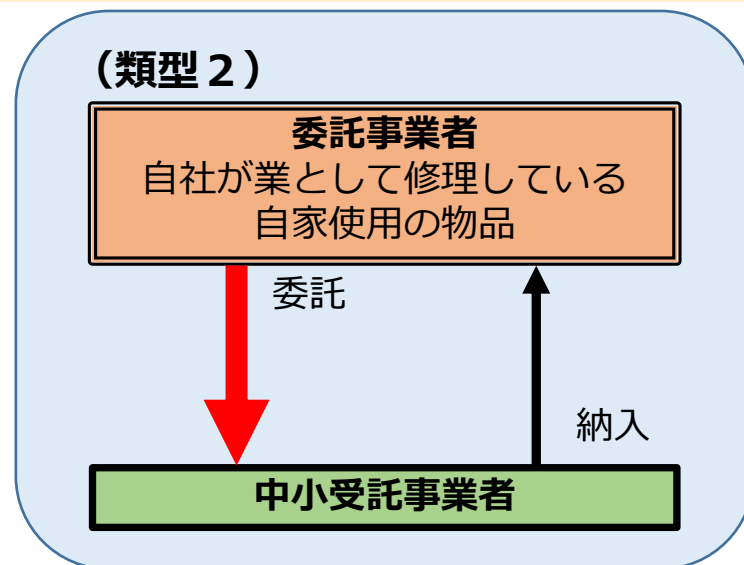 （類型２）
委託事業者
自社が業として修理している
自家使用の物品
委託
納入
中小受託事業者